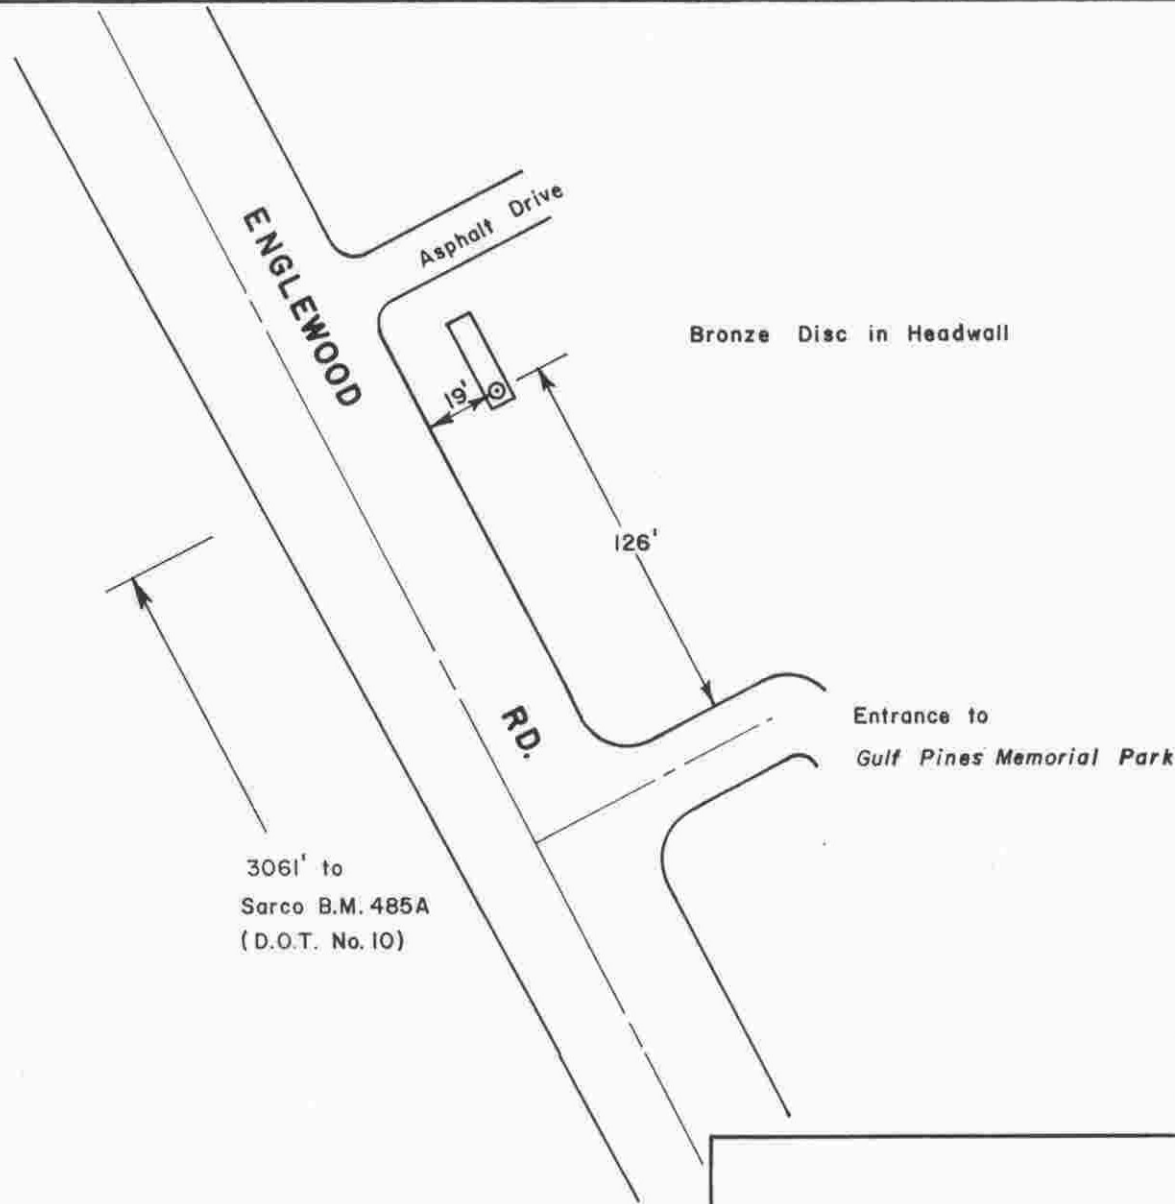 ENGLEWOOD RD.
Asphalt Drive
Bronze Disc in Headwall
19'
126'
Entrance to
Gulf Pines Memorial Park
3061' to
Sarco B.M. 485A
(D.O.T. No. 10)